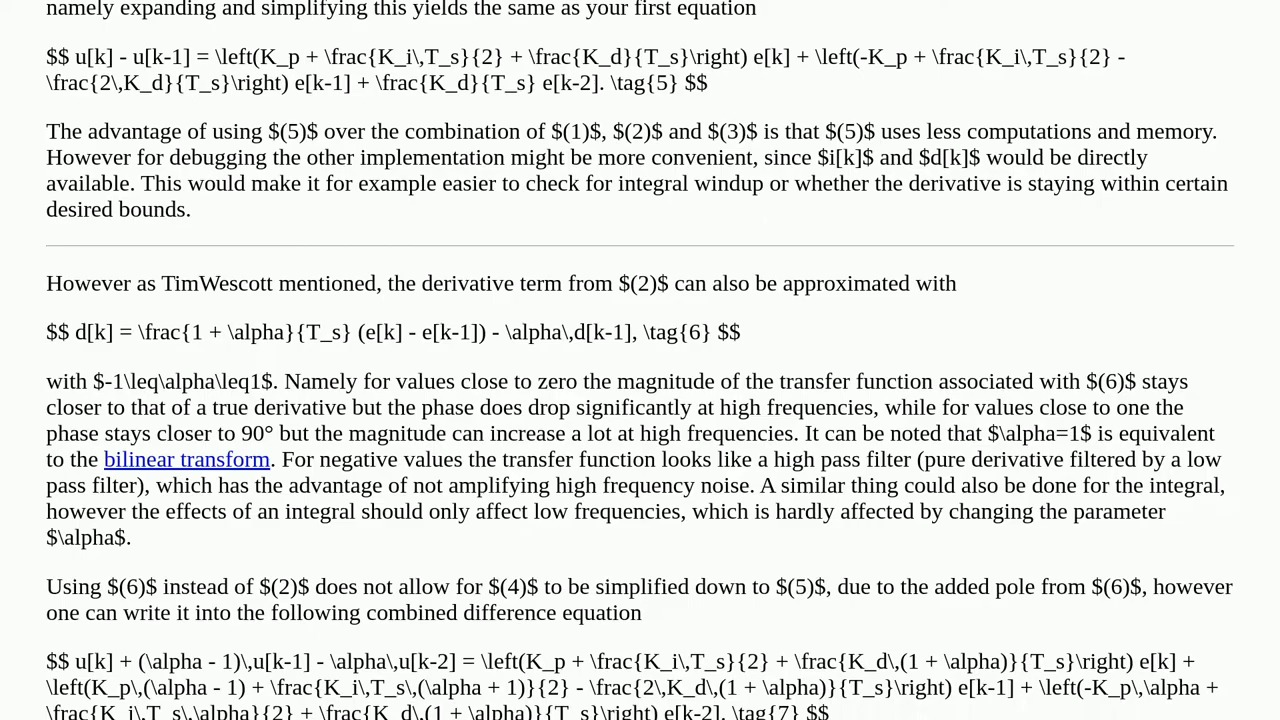 namely expanding and simplifying this yields the same as your first equation
$$ u[k] - u[k-1] = \left(K_p + \frac{K_i\,T_s}{2} + \frac{K_d}{T_s}\right) e[k] + \left(-K_p + \frac{K_i\,T_s}{2} -
\frac{2\,K_d}{T_s}\right) e[k-1] + \frac{K_d}{T_s} e[k-2]. \tag{5} $$
The advantage of using $(5)$ over the combination of $(1)$, $(2)$ and $(3)$ is that $(5)$ uses less computations and memory.
However for debugging the other implementation might be more convenient, since $i[k]$ and $d[k]$ would be directly
available. This would make it for example easier to check for integral windup or whether the derivative is staying within certain
desired bounds.
However as TimWescott mentioned, the derivative term from $(2)$ can also be approximated with
$$ d[k] = \frac{1 + \alpha}{T_s} (e[k] - e[k-1]) - \alpha\,d[k-1], \tag{6} $$
with $-1\leq\alpha\leq1$. Namely for values close to zero the magnitude of the transfer function associated with $(6)$ stays
closer to that of a true derivative but the phase does drop significantly at high frequencies, while for values close to one the
phase stays closer to 90° but the magnitude can increase a lot at high frequencies. It can be noted that $\alpha=1$ is equivalent
to the bilinear transform. For negative values the transfer function looks like a high pass filter (pure derivative filtered by a low
pass filter), which has the advantage of not amplifying high frequency noise. A similar thing could also be done for the integral,
however the effects of an integral should only affect low frequencies, which is hardly affected by changing the parameter
$\alpha$.
Using $(6)$ instead of $(2)$ does not allow for $(4)$ to be simplified down to $(5)$, due to the added pole from $(6)$, however
one can write it into the following combined difference equation
$$ u[k] + (\alpha - 1)\,u[k-1] - \alpha\,u[k-2] = \left(K_p + \frac{K_i\,T_s}{2} + \frac{K_d\,(1 + \alpha)}{T_s}\right) e[k] +
\left(K_p\,(\alpha - 1) + \frac{K_i\,T_s\,(\alpha + 1)}{2} - \frac{2\,K_d\,(1 + \alpha)}{T_s}\right) e[k-1] + \left(-K_p\,\alpha +
\frac{K_i\,T_s\,\alpha}{2} + \frac{K_d\,(1 + \alpha)}{T_s}\right) e[k-2]. \tag{7} $$